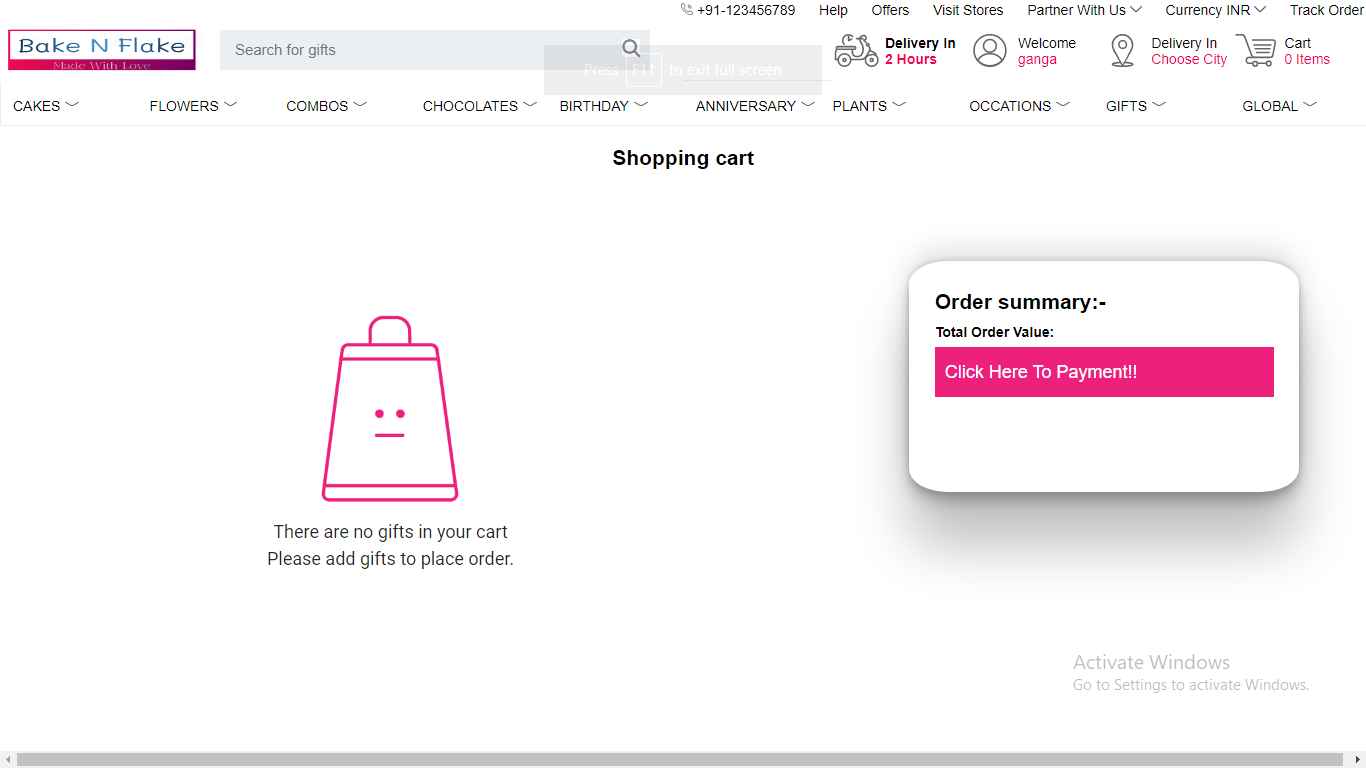 +91-123456789 Help Offers Visit Stores Partner With Us Currency INR Track Order
Bake N Flake
Made With Love
Search for gifts
Press F11 to exit full screen
Delivery In
2 Hours
Welcome
ganga
Delivery In
Choose City
Cart
0 Items
CAKES FLOWERS COMBOS CHOCOLATES BIRTHDAY ANNIVERSARY PLANTS OCCATIONS GIFTS GLOBAL
Shopping cart
Order summary:-
Total Order Value:
Click Here To Payment!!
There are no gifts in your cart
Please add gifts to place order.
Activate Windows
Go to Settings to activate Windows.